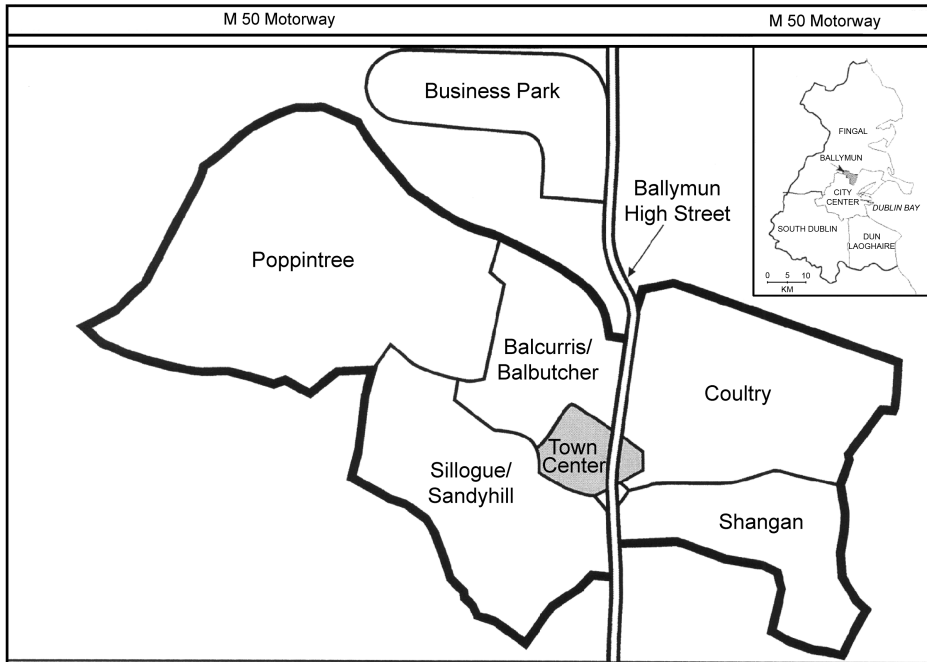 M 50 Motorway
M 50 Motorway
Business Park
Ballymun
High Street
Poppintree
Balcurris/
Balbutcher
Coultry
Town
Center
Sillogue/
Sandyhill
Shangan
FINGAL
BALLYMUN
CITY
CENTER
DUBLIN BAY
SOUTH DUBLIN
DUN
LAOGHAIRE
0 5 10
KM